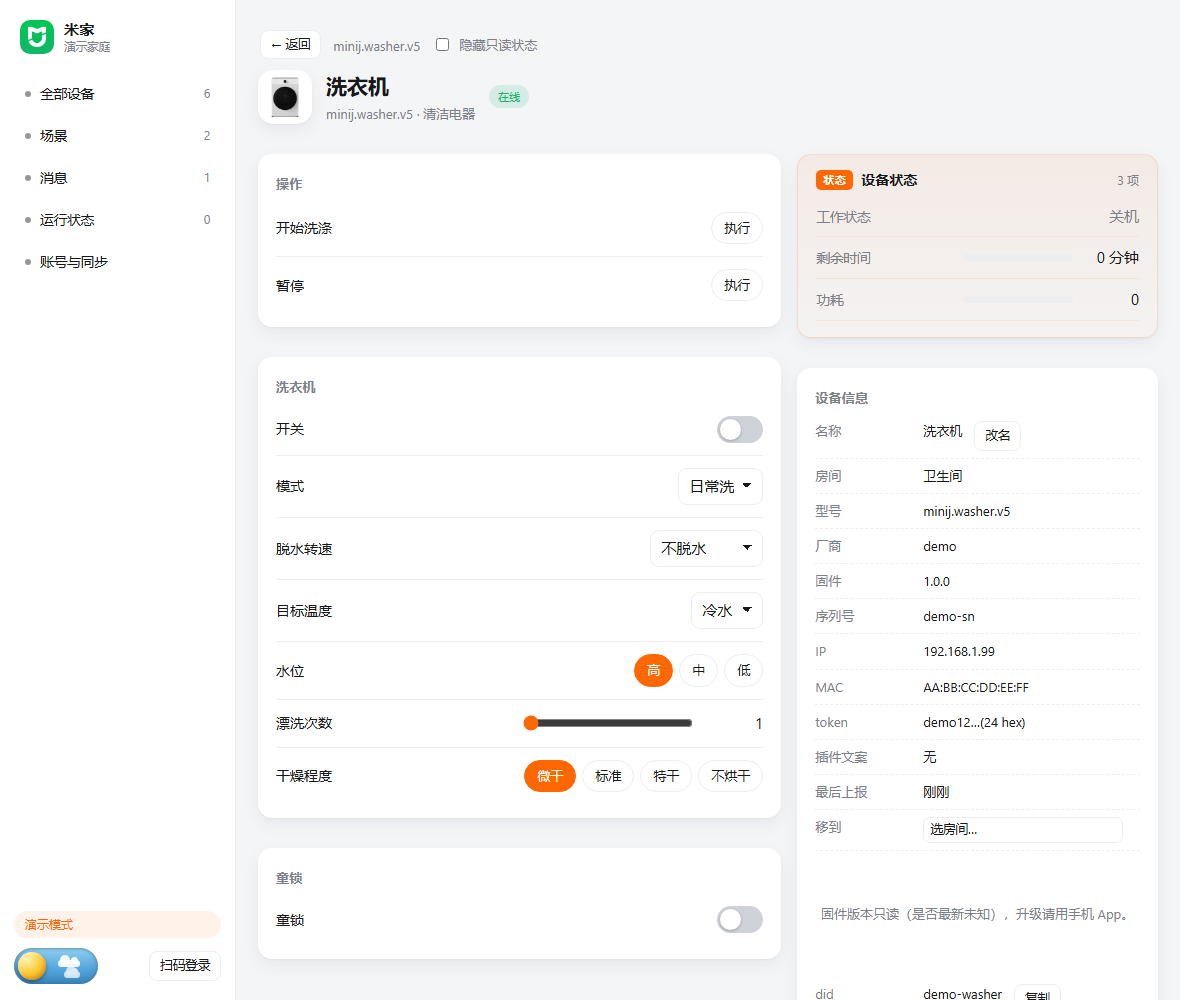 米家
演示家庭
全部设备 6
场景 2
消息 1
运行状态 0
账号与同步
演示模式
扫码登录
←返回 minij.washer.v5 隐藏只读状态
洗衣机
minij.washer.v5 · 清洁电器
在线
操作
开始洗涤 执行
暂停 执行
洗衣机
开关
模式 日常洗
脱水转速 不脱水
目标温度 冷水
水位 高 中 低
漂洗次数 1
干燥程度 微干 标准 特干 不烘干
童锁
童锁
状态 设备状态 3 项
工作状态 关机
剩余时间 0 分钟
功耗 0
设备信息
名称 洗衣机 改名
房间 卫生间
型号 minij.washer.v5
厂商 demo
固件 1.0.0
序列号 demo-sn
IP 192.168.1.99
MAC AA:BB:CC:DD:EE:FF
token demo12...(24 hex)
插件文案 无
最后上报 刚刚
移到 选房间...
固件版本只读（是否最新未知），升级请用手机 App。
did demo-washer 复制